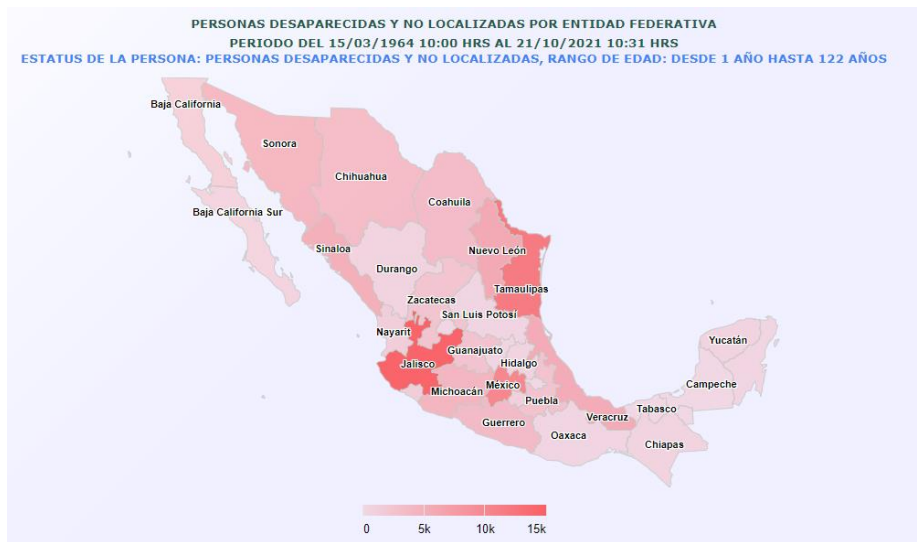 PERSONAS DESAPARECIDAS Y NO LOCALIZADAS POR ENTIDAD FEDERATIVA
PERIODO DEL 15/03/1964 10:00 HRS AL 21/10/2021 10:31 HRS
ESTATUS DE LA PERSONA: PERSONAS DESAPARECIDAS Y NO LOCALIZADAS, RANGO DE EDAD: DESDE 1 AÑO HASTA 122 AÑOS
Baja California
Sonora
Chihuahua
Coahuila
Baja California Sur
Sinaloa
Nuevo León
Durango
Tamaulipas
Zacatecas
San Luis Potosí
Nayarit
Yucatán
Guanajuato
Hidalgo
Jalisco
México
Campeche
Michoacán
Puebla
Tabasco
Veracruz
Guerrero
Oaxaca
Chiapas
0 5k 10k 15k